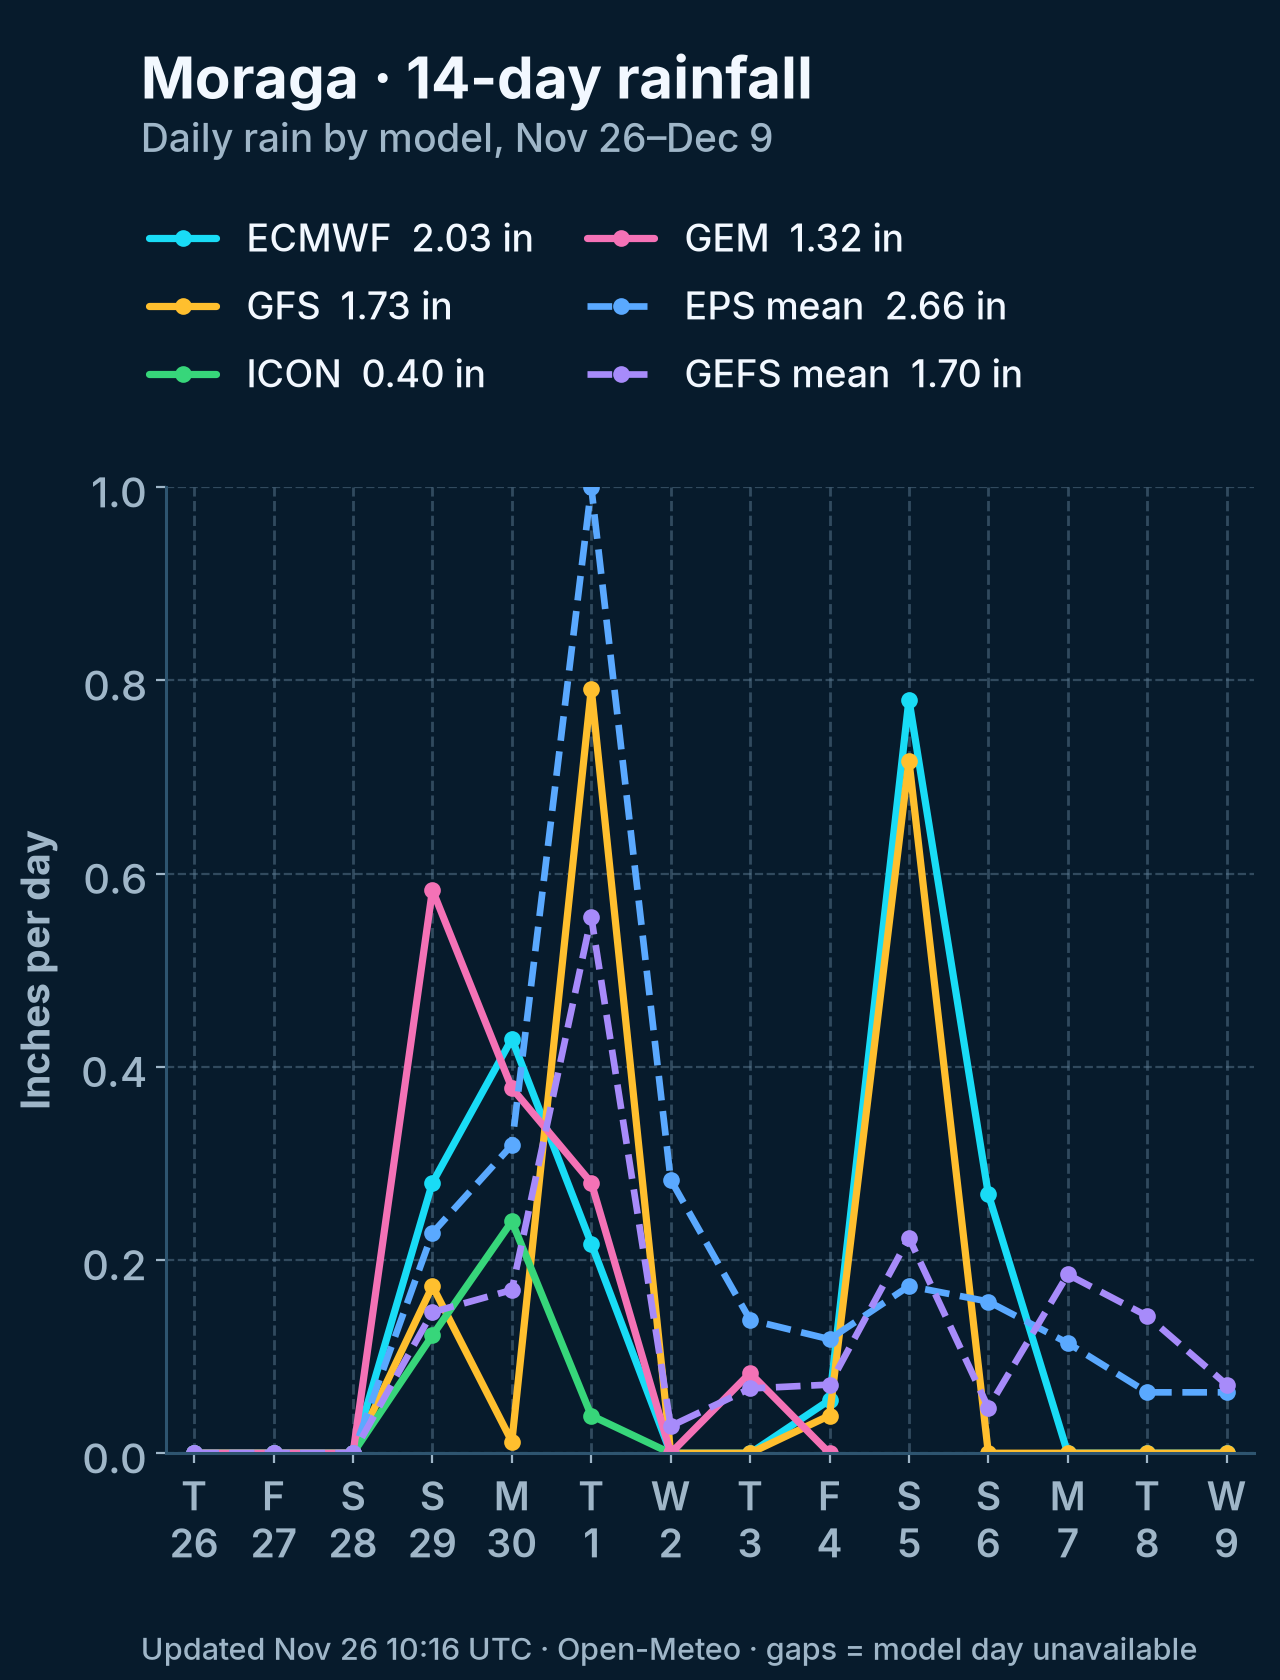 Moraga · 14-day rainfall
Daily rain by model, Nov 26–Dec 9
ECMWF 2.03 in
GEM 1.32 in
GFS 1.73 in
EPS mean 2.66 in
ICON 0.40 in
GEFS mean 1.70 in
Inches per day
1.0
0.8
0.6
0.4
0.2
0.0
T F S S M T W T F S S M T W
26 27 28 29 30 1 2 3 4 5 6 7 8 9
Updated Nov 26 10:16 UTC · Open-Meteo · gaps = model day unavailable